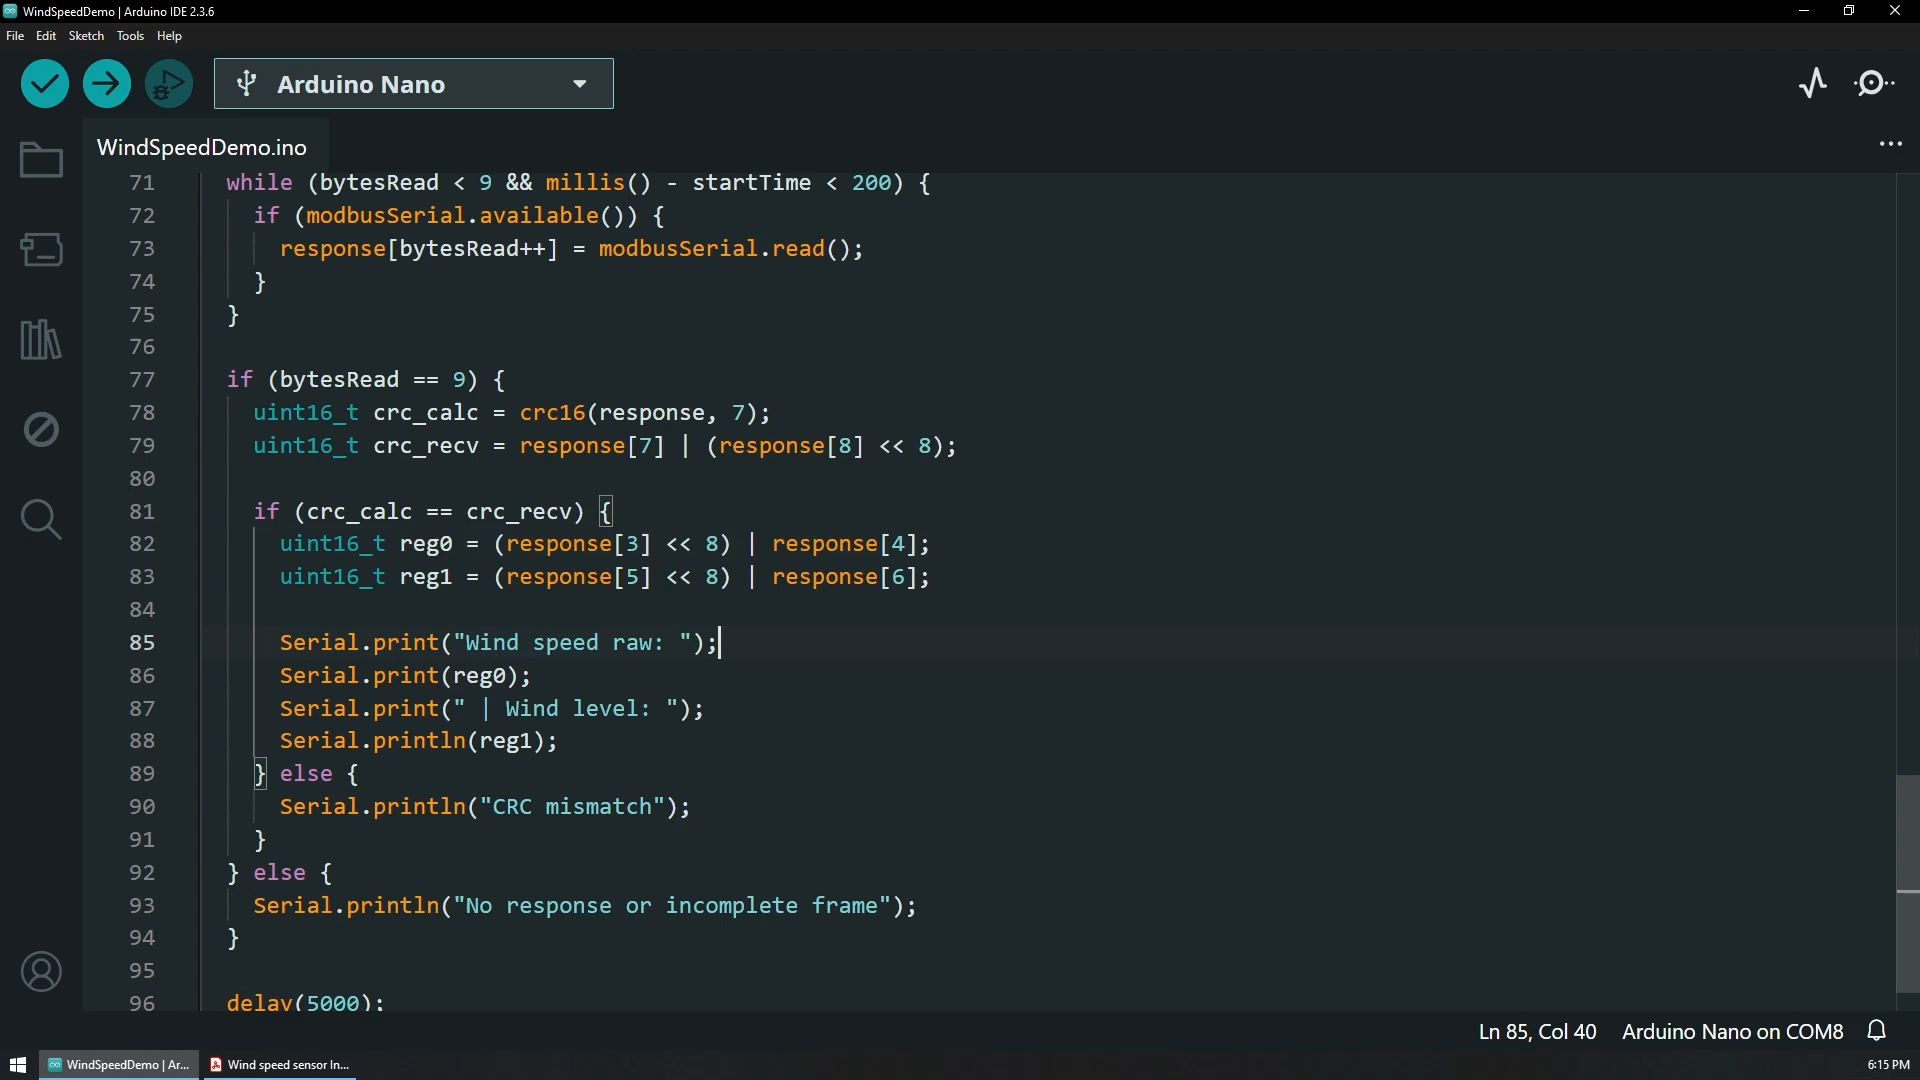 WindSpeedDemo | Arduino IDE 2.3.6
File Edit Sketch Tools Help
Arduino Nano
WindSpeedDemo.ino
71 while (bytesRead < 9 && millis() - startTime < 200) {
72 if (modbusSerial.available()) {
73 response[bytesRead++] = modbusSerial.read();
74 }
75 }
76
77 if (bytesRead == 9) {
78 uint16_t crc_calc = crc16(response, 7);
79 uint16_t crc_recv = response[7] | (response[8] << 8);
80
81 if (crc_calc == crc_recv) {
82 uint16_t reg0 = (response[3] << 8) | response[4];
83 uint16_t reg1 = (response[5] << 8) | response[6];
84
85 Serial.print("Wind speed raw: ");
86 Serial.print(reg0);
87 Serial.print(" | Wind level: ");
88 Serial.println(reg1);
89 } else {
90 Serial.println("CRC mismatch");
91 }
92 } else {
93 Serial.println("No response or incomplete frame");
94 }
95
96 delay(5000);
Ln 85, Col 40 Arduino Nano on COM8
WindSpeedDemo | Ar... Wind speed sensor In... 6:15 PM